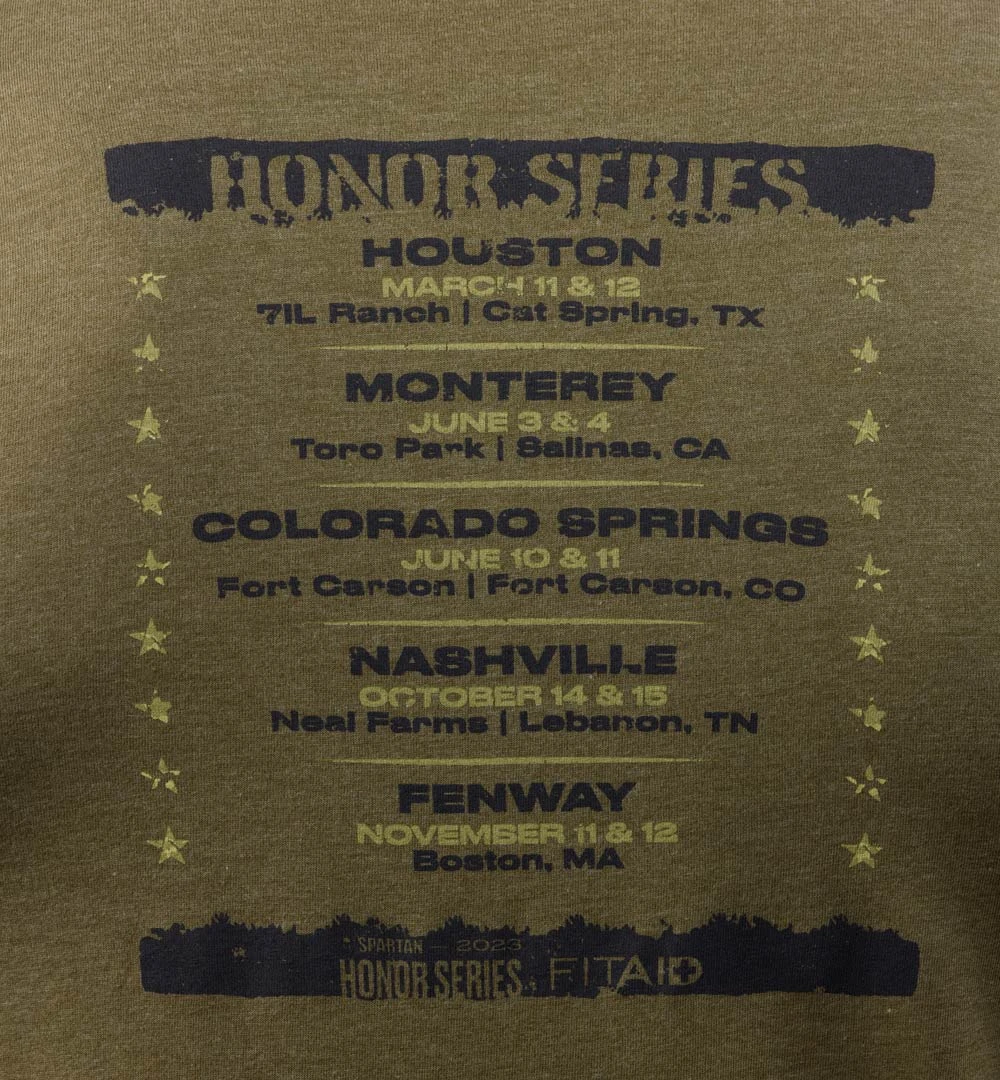 HONOR SERIES
HOUSTON
MARCH 11 & 12
7IL Ranch | Cat Spring, TX
MONTEREY
JUNE 3 & 4
Toro Park | Salinas, CA
COLORADO SPRINGS
JUNE 10 & 11
Fort Carson | Fort Carson, CO
NASHVILLE
OCTOBER 14 & 15
Neal Farms | Lebanon, TN
FENWAY
NOVEMBER 11 & 12
Boston, MA
SPARTAN — 2023
HONOR SERIES FITAID